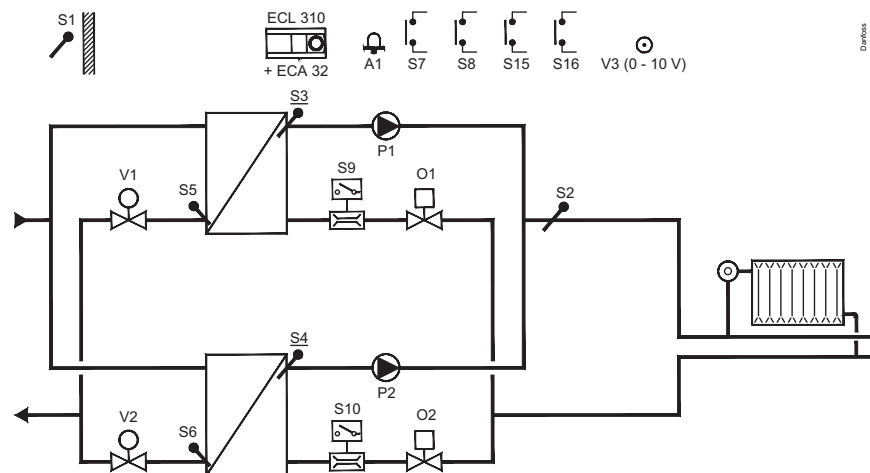 S1
ECL 310
+ ECA 32
A1
S7
S8
S15
S16
V3 (0 - 10 V)
Danfoss
S3
P1
V1
S5
S9
O1
S2
S4
P2
V2
S6
S10
O2